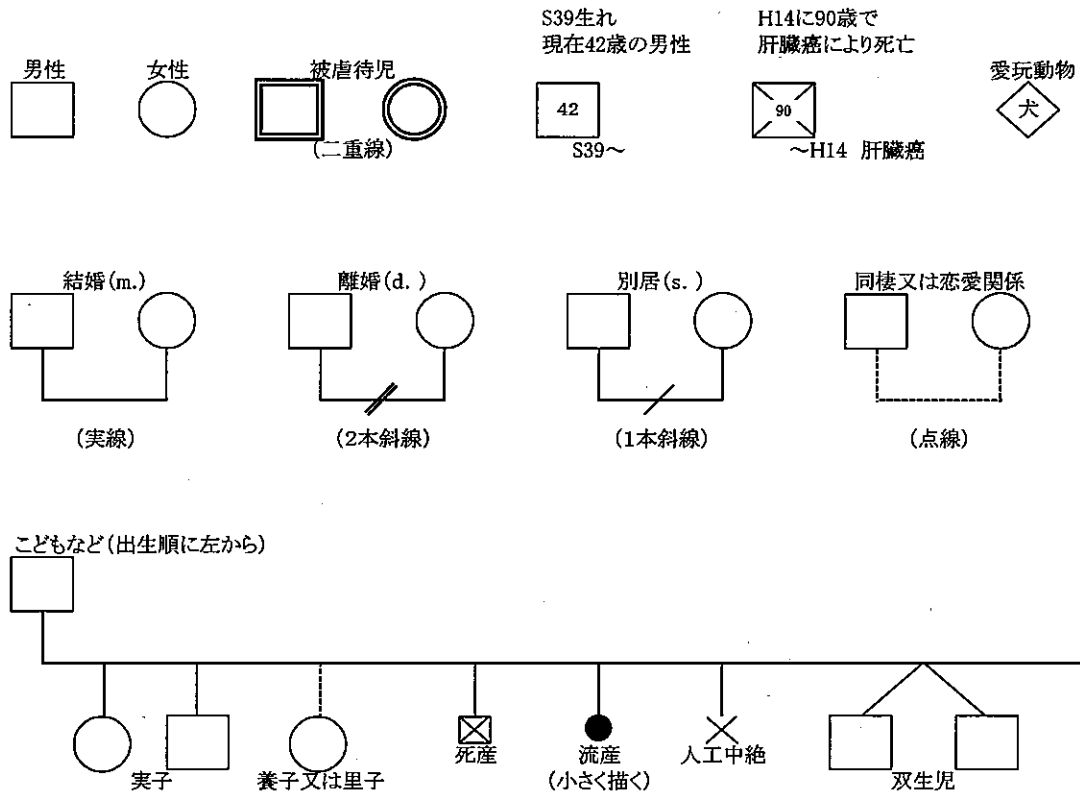 S39生れ
現在42歳の男性
H14に90歳で
肝臓癌により死亡
男性
女性
被虐待児
愛玩動物
42
90
犬
(二重線)
S39～
～H14 肝臓癌
結婚(m.)
離婚(d.)
別居(s.)
同棲又は恋愛関係
(実線)
(2本斜線)
(1本斜線)
(点線)
こどもなど(出生順に左から)
実子
養子又は里子
死産
流産
(小さく描く)
人工中絶
双生児